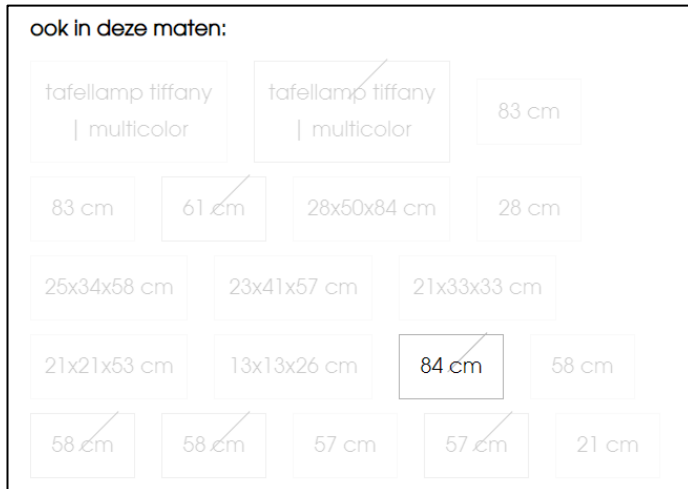 ook in deze maten:
tafellamp tiffany
| multicolor
tafellamp tiffany
| multicolor
83 cm
83 cm
61 cm
28x50x84 cm
28 cm
25x34x58 cm
23x41x57 cm
21x33x33 cm
21x21x53 cm
13x13x26 cm
84 cm
58 cm
58 cm
58 cm
57 cm
57 cm
21 cm